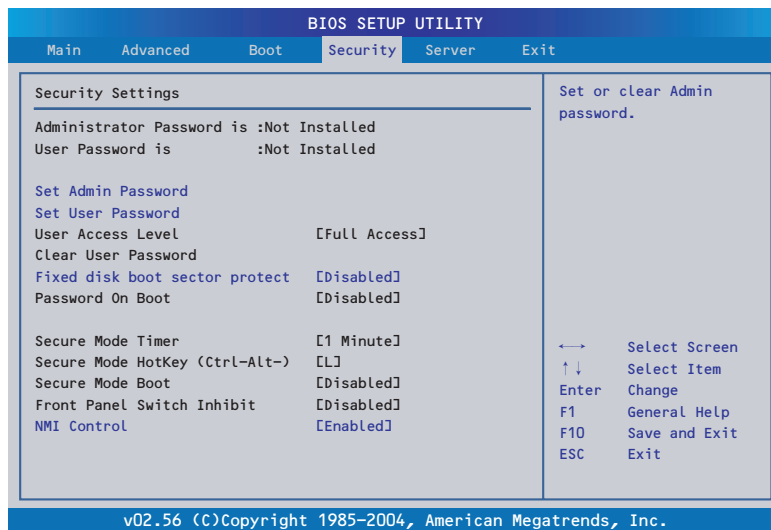 BIOS SETUP UTILITY
Main Advanced Boot Security Server Exit
Security Settings
Administrator Password is :Not Installed
User Password is :Not Installed
Set Admin Password
Set User Password
User Access Level [Full Access]
Clear User Password
Fixed disk boot sector protect [Disabled]
Password On Boot [Disabled]
Secure Mode Timer [1 Minute]
Secure Mode HotKey (Ctrl-Alt-) [L]
Secure Mode Boot [Disabled]
Front Panel Switch Inhibit [Disabled]
NMI Control [Enabled]
Set or clear Admin
password.
←→ Select Screen
↑↓ Select Item
Enter Change
F1 General Help
F10 Save and Exit
ESC Exit
v02.56 (C)Copyright 1985-2004, American Megatrends, Inc.